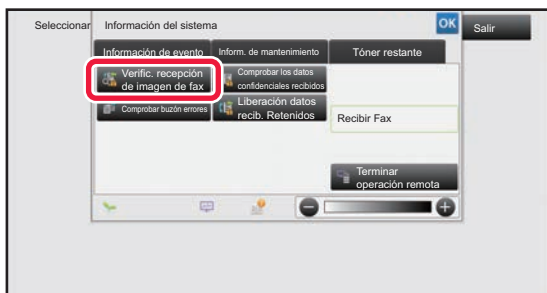 Seleccionar
Información del sistema
OK
Salir
Información de evento
Inform. de mantenimiento
Tóner restante
Verific. recepción
de imagen de fax
Comprobar los datos
confidenciales recibidos
Comprobar buzón errores
Liberación datos
recib. Retenidos
Recibir Fax
Terminar
operación remota